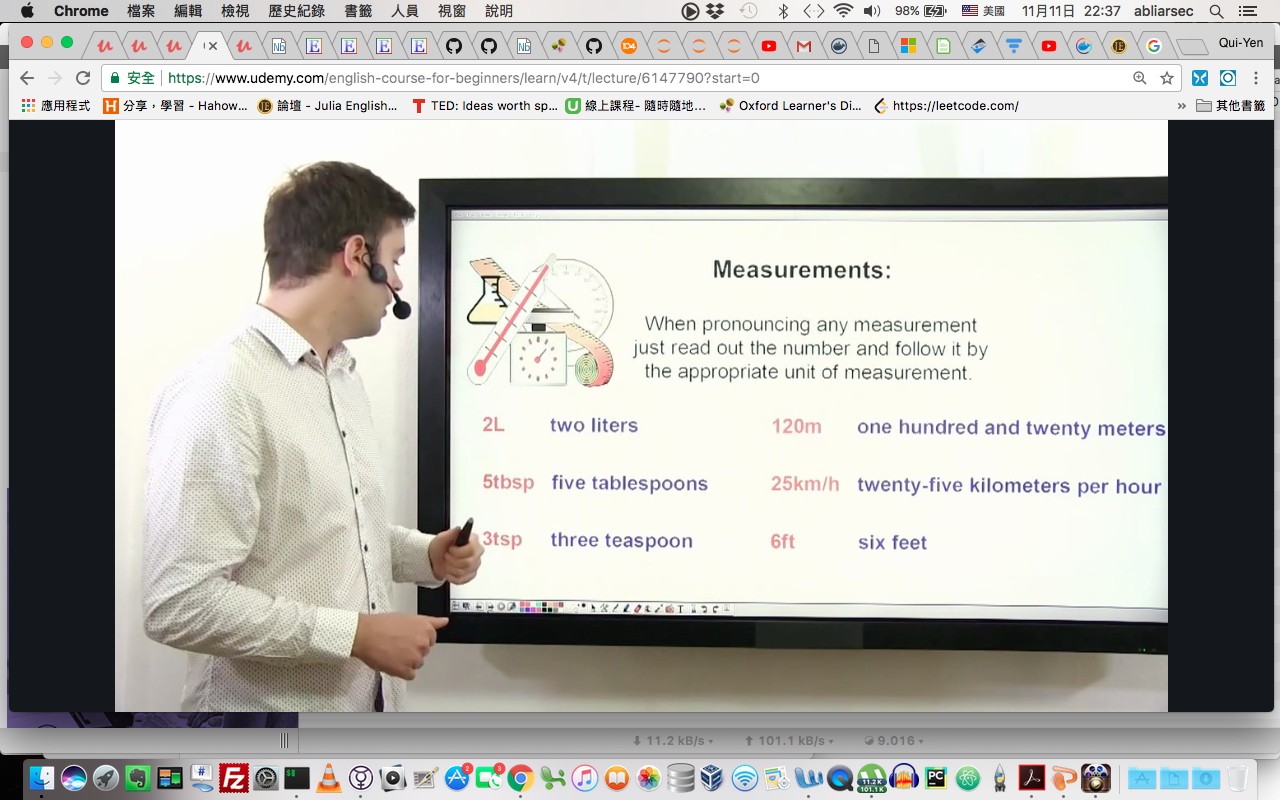 Chrome 檔案 編輯 檢視 歷史紀錄 書籤 人員 視窗 說明 98% 美國 11月11日 22:37 abliarsec
Qui-Yen
安全 https://www.udemy.com/english-course-for-beginners/learn/v4/t/lecture/6147790?start=0
應用程式 分享，學習 - Hahow... 論壇 - Julia English... TED: Ideas worth sp... 線上課程- 隨時隨地... Oxford Learner's Di... https://leetcode.com/ » 其他書籤
Measurements:
When pronouncing any measurement
just read out the number and follow it by
the appropriate unit of measurement.
2L two liters 120m one hundred and twenty meters
5tbsp five tablespoons 25km/h twenty-five kilometers per hour
3tsp three teaspoon 6ft six feet
11.2 kB/s 101.1 kB/s 9.016